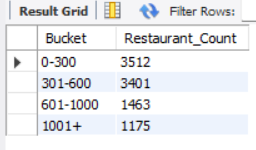 Result Grid Filter Rows:
Bucket Restaurant_Count
0-300 3512
301-600 3401
601-1000 1463
1001+ 1175